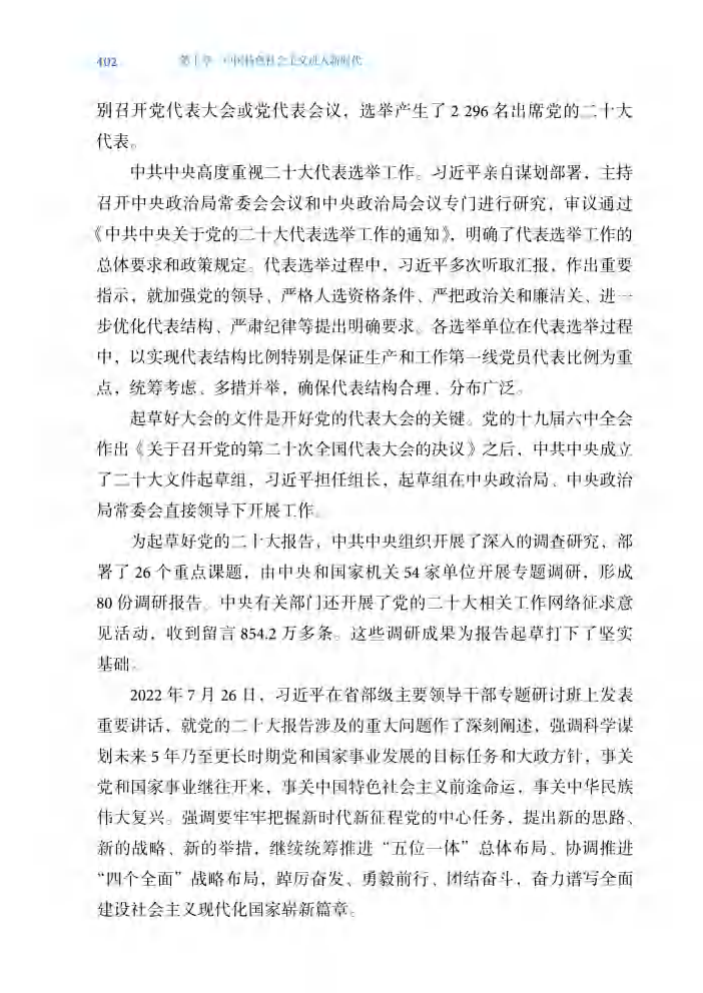 402 第十章 中国特色社会主义进入新时代
别召开党代表大会或党代表会议，选举产生了 2 296 名出席党的二十大
代表。
中共中央高度重视二十大代表选举工作。习近平亲自谋划部署，主持
召开中央政治局常委会会议和中央政治局会议专门进行研究，审议通过
《中共中央关于党的二十大代表选举工作的通知》，明确了代表选举工作的
总体要求和政策规定。代表选举过程中，习近平多次听取汇报，作出重要
指示，就加强党的领导、严格人选资格条件、严把政治关和廉洁关、进一
步优化代表结构、严肃纪律等提出明确要求。各选举单位在代表选举过程
中，以实现代表结构比例特别是保证生产和工作第一线党员代表比例为重
点，统筹考虑、多措并举，确保代表结构合理、分布广泛。
起草好大会的文件是开好党的代表大会的关键。党的十九届六中全会
作出《关于召开党的第二十次全国代表大会的决议》之后，中共中央成立
了二十大文件起草组，习近平担任组长，起草组在中央政治局、中央政治
局常委会直接领导下开展工作。
为起草好党的二十大报告，中共中央组织开展了深入的调查研究，部
署了 26 个重点课题，由中央和国家机关 54 家单位开展专题调研，形成
80 份调研报告。中央有关部门还开展了党的二十大相关工作网络征求意
见活动，收到留言 854.2 万多条。这些调研成果为报告起草打下了坚实
基础。
2022 年 7 月 26 日，习近平在省部级主要领导干部专题研讨班上发表
重要讲话，就党的二十大报告涉及的重大问题作了深刻阐述，强调科学谋
划未来 5 年乃至更长时期党和国家事业发展的目标任务和大政方针，事关
党和国家事业继往开来，事关中国特色社会主义前途命运，事关中华民族
伟大复兴。强调要牢牢把握新时代新征程党的中心任务，提出新的思路、
新的战略、新的举措，继续统筹推进“五位一体”总体布局、协调推进
“四个全面”战略布局，踔厉奋发、勇毅前行、团结奋斗，奋力谱写全面
建设社会主义现代化国家崭新篇章。